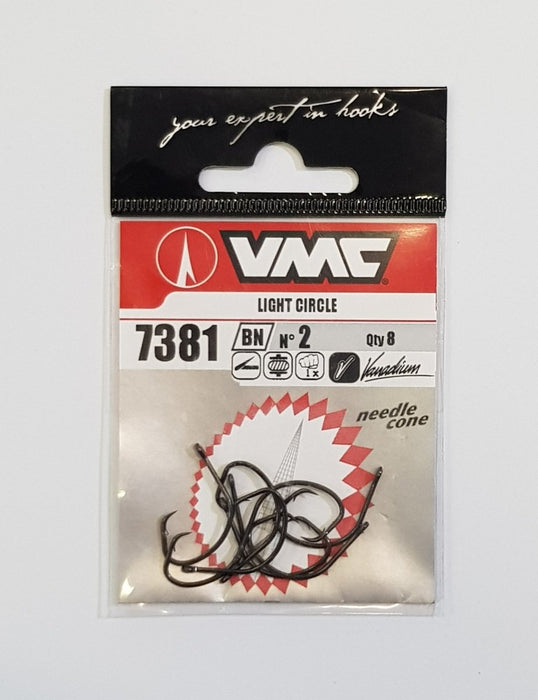 your expert in hooks
VMC®
LIGHT CIRCLE
7381 BN N° 2 Qty 8
1x Vanadium
needle
cone